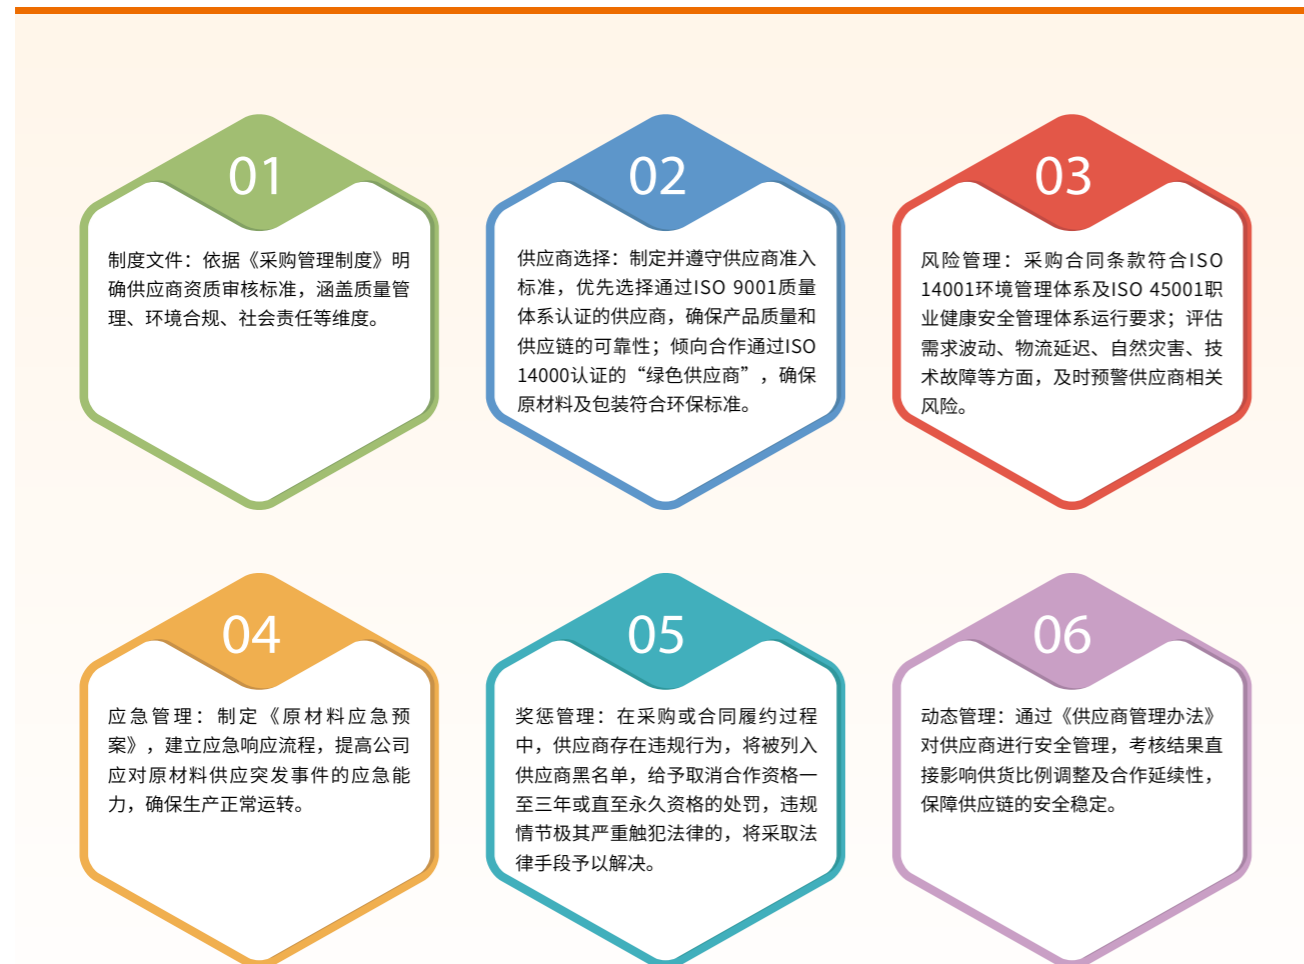 01
制度文件：依据《采购管理制度》明
确供应商资质审核标准，涵盖质量管
理、环境合规、社会责任等维度。
02
供应商选择：制定并遵守供应商准入
标准，优先选择通过ISO 9001质量
体系认证的供应商，确保产品质量和
供应链的可靠性；倾向合作通过ISO
14000认证的“绿色供应商”，确保
原材料及包装符合环保标准。
03
风险管理：采购合同条款符合ISO
14001环境管理体系及ISO 45001职
业健康安全管理体系运行要求；评估
需求波动、物流延迟、自然灾害、技
术故障等方面，及时预警供应商相关
风险。
04
应急管理：制定《原材料应急预
案》，建立应急响应流程，提高公司
应对原材料供应突发事件的应急能
力，确保生产正常运转。
05
奖惩管理：在采购或合同履约过程
中，供应商存在违规行为，将被列入
供应商黑名单，给予取消合作资格一
至三年或直至永久资格的处罚，违规
情节极其严重触犯法律的，将采取法
律手段予以解决。
06
动态管理：通过《供应商管理办法》
对供应商进行安全管理，考核结果直
接影响供货比例调整及合作延续性，
保障供应链的安全稳定。